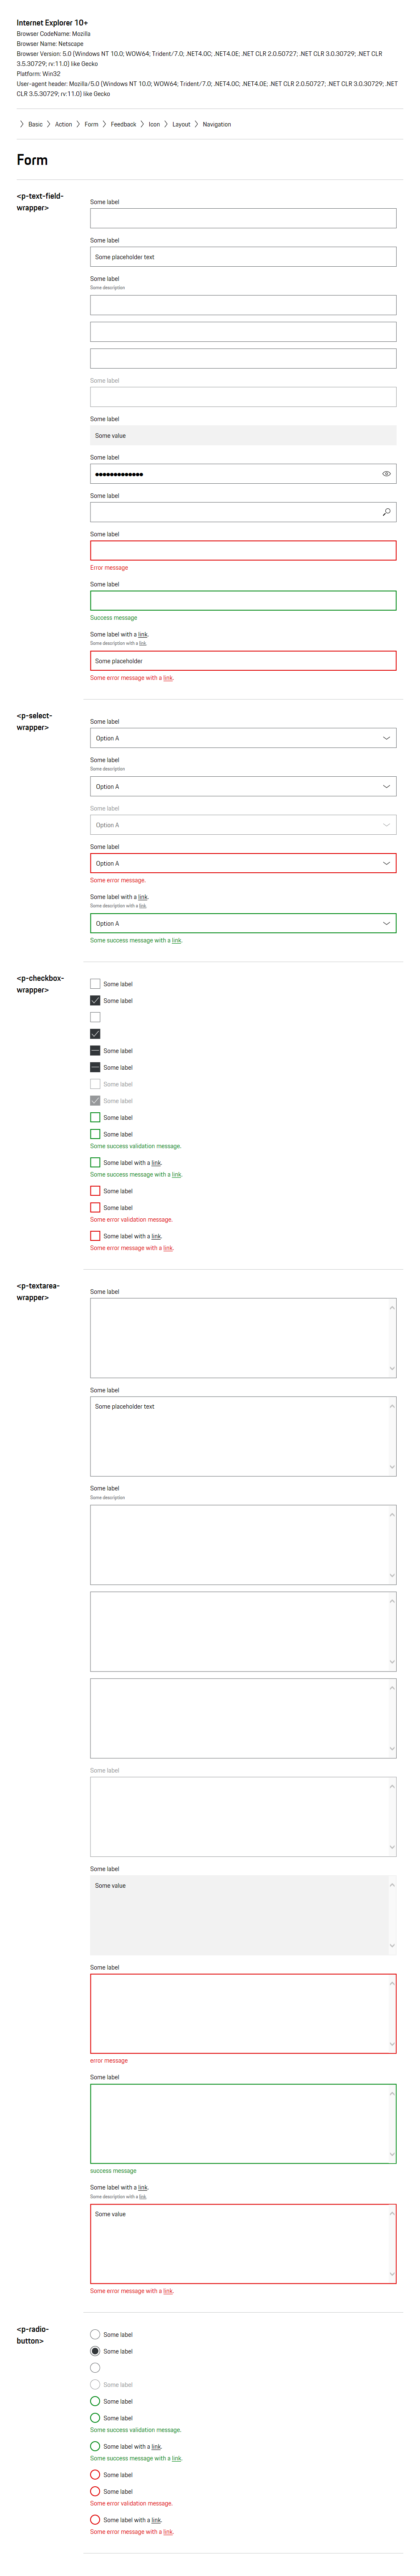 Internet Explorer 10+
Browser CodeName: Mozilla
Browser Name: Netscape
Browser Version: 5.0 (Windows NT 10.0; WOW64; Trident/7.0; .NET4.0C; .NET4.0E; .NET CLR 2.0.50727; .NET CLR 3.0.30729; .NET CLR
3.5.30729; rv:11.0) like Gecko
Platform: Win32
User-agent header: Mozilla/5.0 (Windows NT 10.0; WOW64; Trident/7.0; .NET4.0C; .NET4.0E; .NET CLR 2.0.50727; .NET CLR 3.0.30729; .NET
CLR 3.5.30729; rv:11.0) like Gecko
Basic Action Form Feedback Icon Layout Navigation
Form
<p-text-field-
wrapper>
Some label
Some label
Some placeholder text
Some label
Some description
Some label
Some label
Some value
Some label
Some label
Some label
Error message
Some label
Success message
Some label with a link.
Some description with a link.
Some placeholder
Some error message with a link.
<p-select-
wrapper>
Some label
Option A
Some label
Some description
Option A
Some label
Option A
Some label
Option A
Some error message.
Some label with a link.
Some description with a link.
Option A
Some success message with a link.
<p-checkbox-
wrapper>
Some label
Some label
Some label
Some label
Some label
Some label
Some label
Some label
Some success validation message.
Some label with a link.
Some success message with a link.
Some label
Some label
Some error validation message.
Some label with a link.
Some error message with a link.
<p-textarea-
wrapper>
Some label
Some label
Some placeholder text
Some label
Some description
Some label
Some label
Some value
Some label
error message
Some label
success message
Some label with a link.
Some description with a link.
Some value
Some error message with a link.
<p-radio-
button>
Some label
Some label
Some label
Some label
Some label
Some success validation message.
Some label with a link.
Some success message with a link.
Some label
Some label
Some error validation message.
Some label with a link.
Some error message with a link.